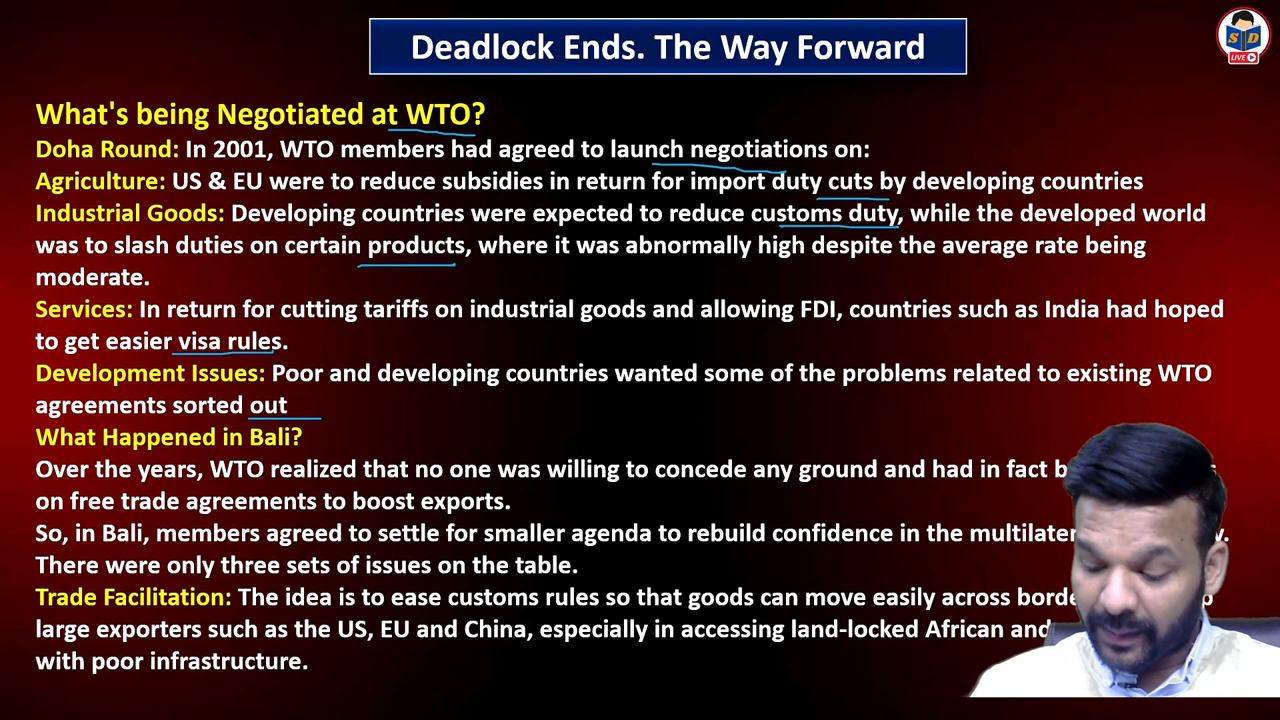 Deadlock Ends. The Way Forward
S D
LIVE
What's being Negotiated at WTO?
Doha Round: In 2001, WTO members had agreed to launch negotiations on:
Agriculture: US & EU were to reduce subsidies in return for import duty cuts by developing countries
Industrial Goods: Developing countries were expected to reduce customs duty, while the developed world
was to slash duties on certain products, where it was abnormally high despite the average rate being
moderate.
Services: In return for cutting tariffs on industrial goods and allowing FDI, countries such as India had hoped
to get easier visa rules.
Development Issues: Poor and developing countries wanted some of the problems related to existing WTO
agreements sorted out
What Happened in Bali?
Over the years, WTO realized that no one was willing to concede any ground and had in fact
on free trade agreements to boost exports.
So, in Bali, members agreed to settle for smaller agenda to rebuild confidence in the
There were only three sets of issues on the table.
Trade Facilitation: The idea is to ease customs rules so that goods can move easily across
large exporters such as the US, EU and China, especially in accessing land-locked African and
with poor infrastructure.